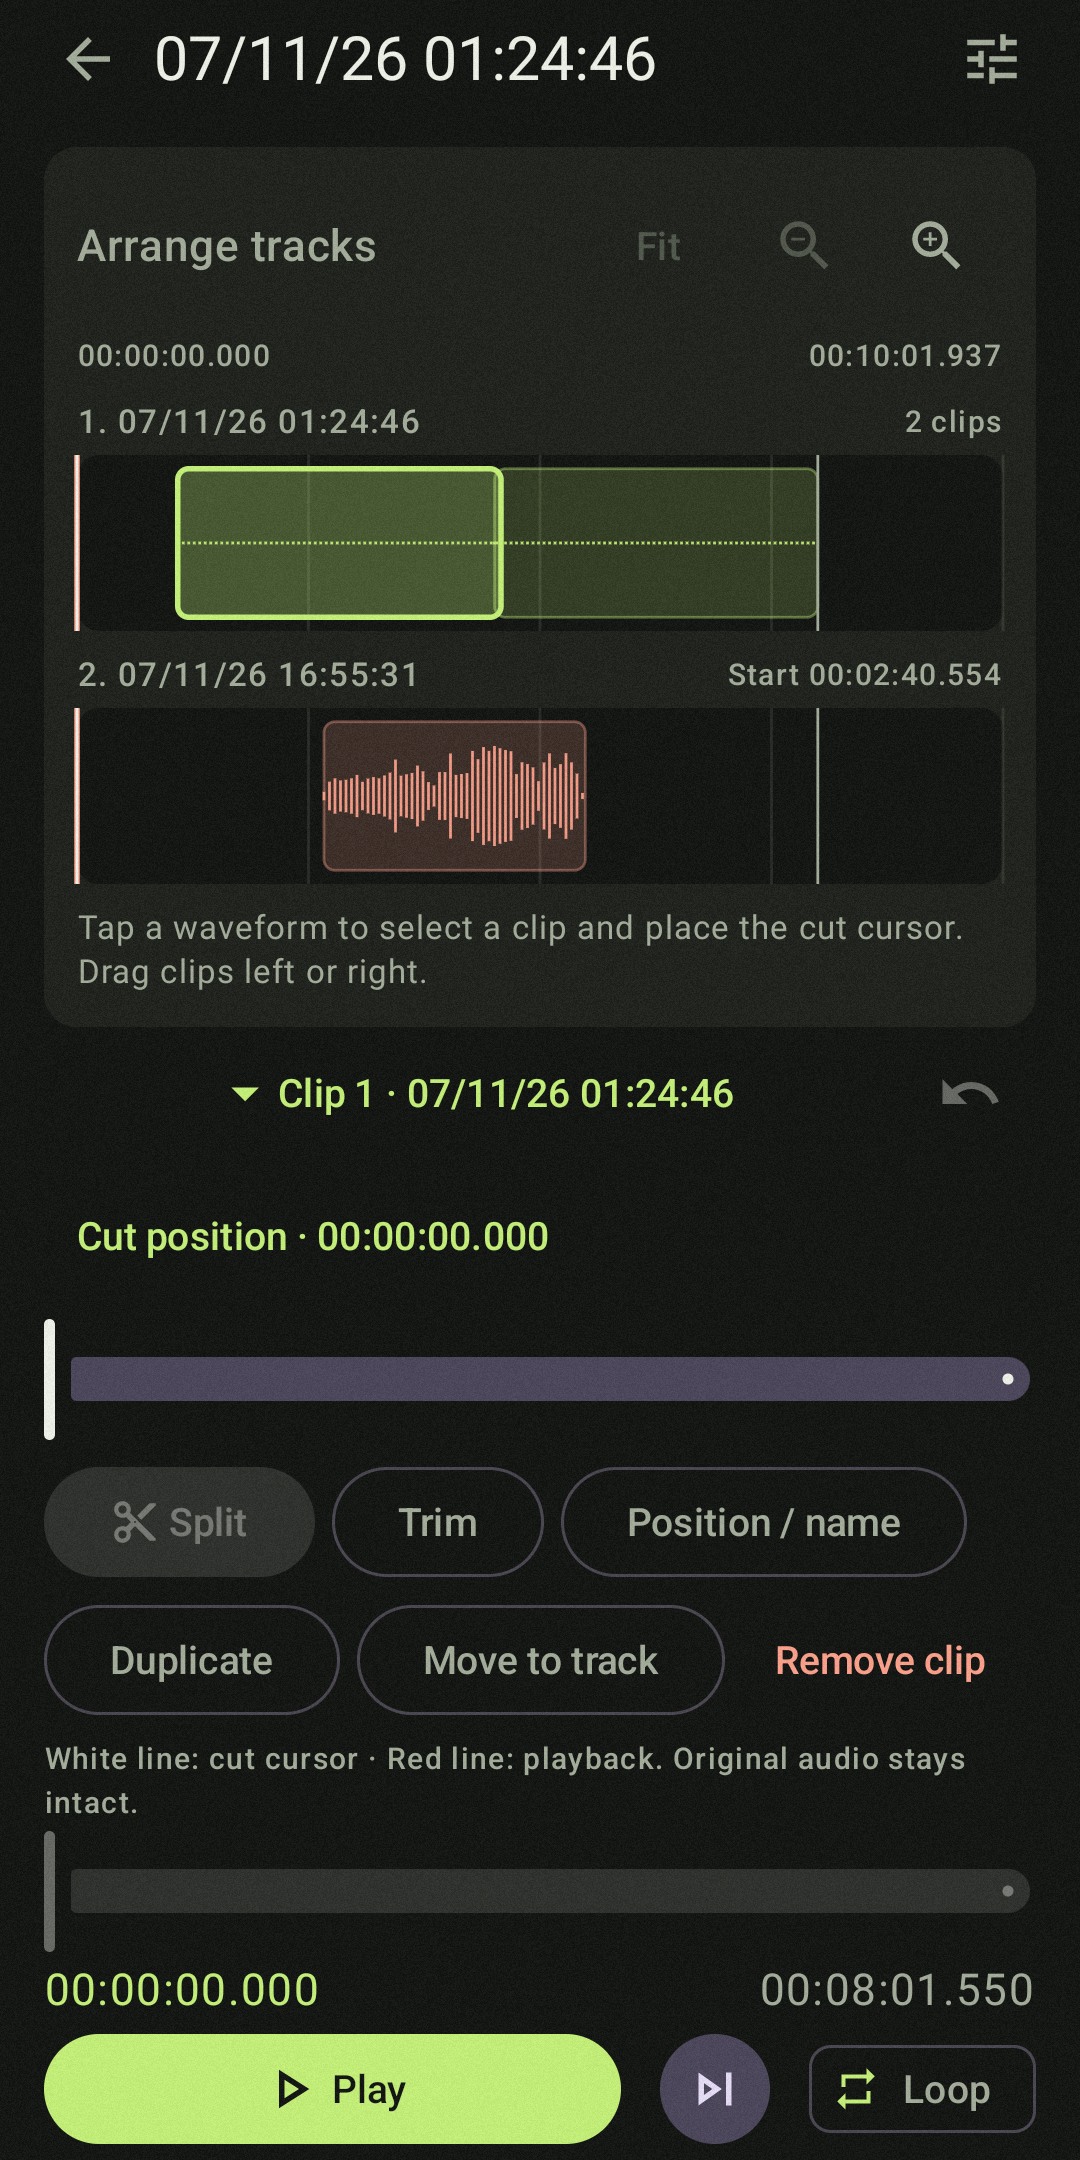 07/11/26 01:24:46
Arrange tracks
Fit
00:00:00.000
00:10:01.937
1. 07/11/26 01:24:46
2 clips
2. 07/11/26 16:55:31
Start 00:02:40.554
Tap a waveform to select a clip and place the cut cursor.
Drag clips left or right.
Clip 1 · 07/11/26 01:24:46
Cut position · 00:00:00.000
Split
Trim
Position / name
Duplicate
Move to track
Remove clip
White line: cut cursor · Red line: playback. Original audio stays
intact.
00:00:00.000
00:08:01.550
Play
Loop